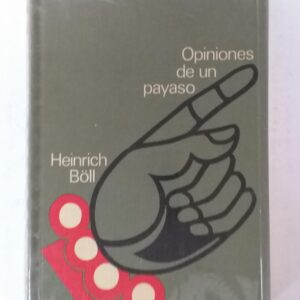 Opiniones
de un
payaso
Heinrich
Böll